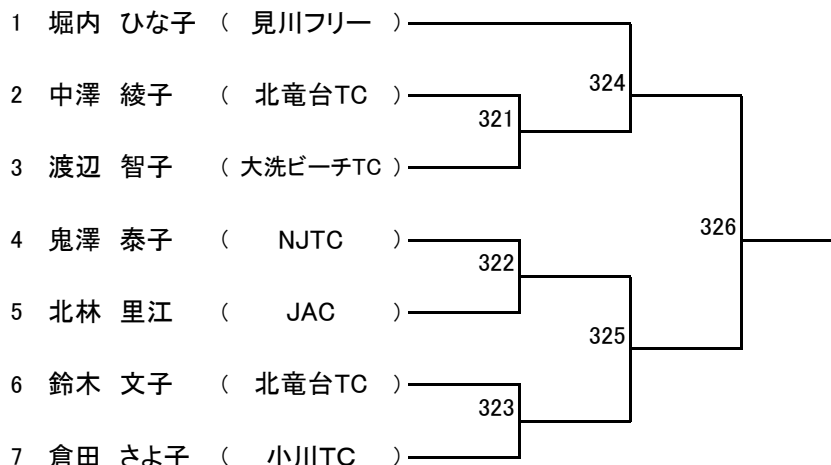 1 堀内 ひな子 ( 見川フリー )
324
2 中澤 綾子 ( 北竜台TC )
321
3 渡辺 智子 ( 大洗ビーチTC )
326
4 鬼澤 泰子 ( NJTC )
322
5 北林 里江 ( JAC )
325
6 鈴木 文子 ( 北竜台TC )
323
7 倉田 さよ子 ( 小川TC )